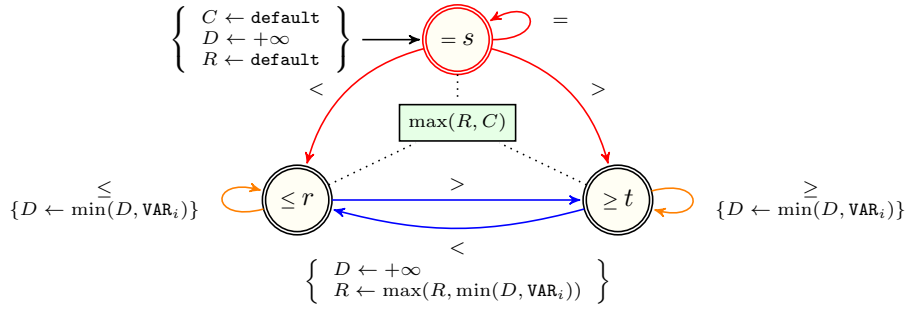 C ← default
D ← +∞
R ← default
= s
=
<
>
max(R, C)
≤
{D ← min(D, VAR_i)}
≤ r
>
≥ t
≥
{D ← min(D, VAR_i)}
<
D ← +∞
R ← max(R, min(D, VAR_i))